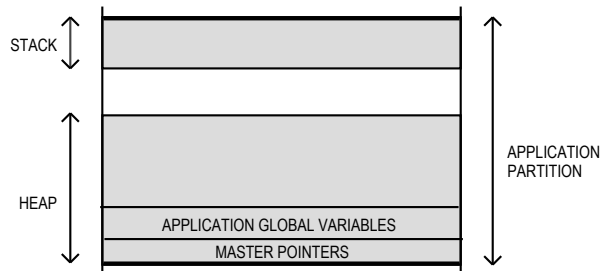 STACK
HEAP
APPLICATION GLOBAL VARIABLES
MASTER POINTERS
APPLICATION
PARTITION